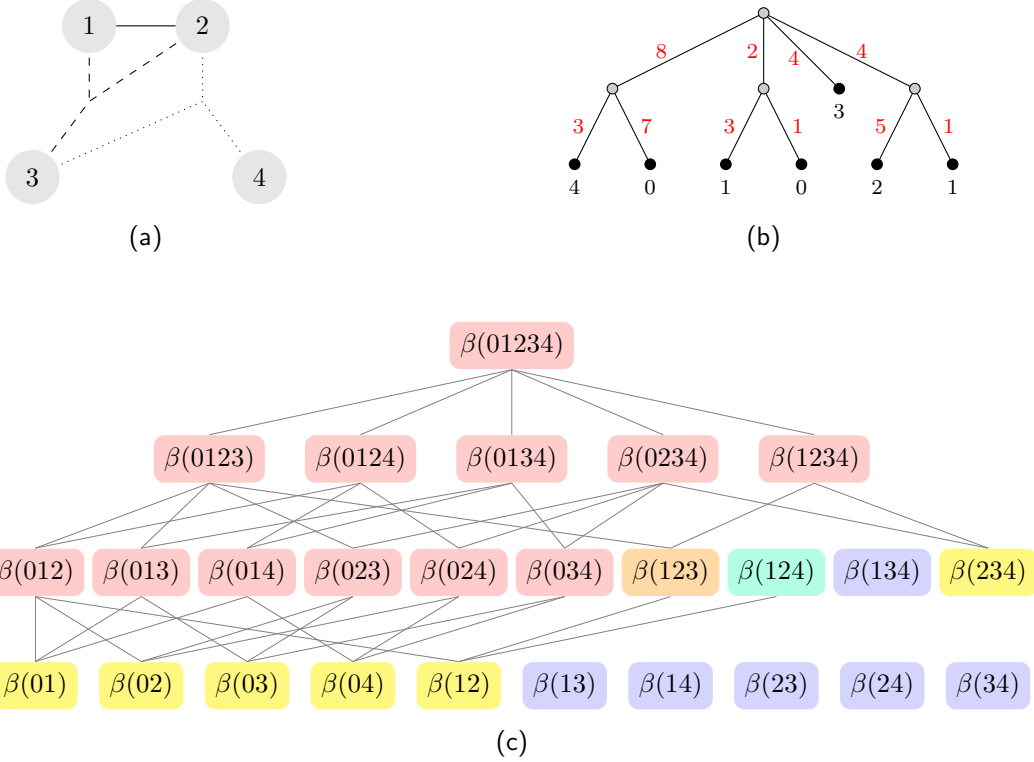 1 2
3 4
(a)
8 2 4 4
3
3 7 3 1 5 1
4 0 1 0 2 1
(b)
β(01234)
β(0123) β(0124) β(0134) β(0234) β(1234)
β(012) β(013) β(014) β(023) β(024) β(034) β(123) β(124) β(134) β(234)
β(01) β(02) β(03) β(04) β(12) β(13) β(14) β(23) β(24) β(34)
(c)